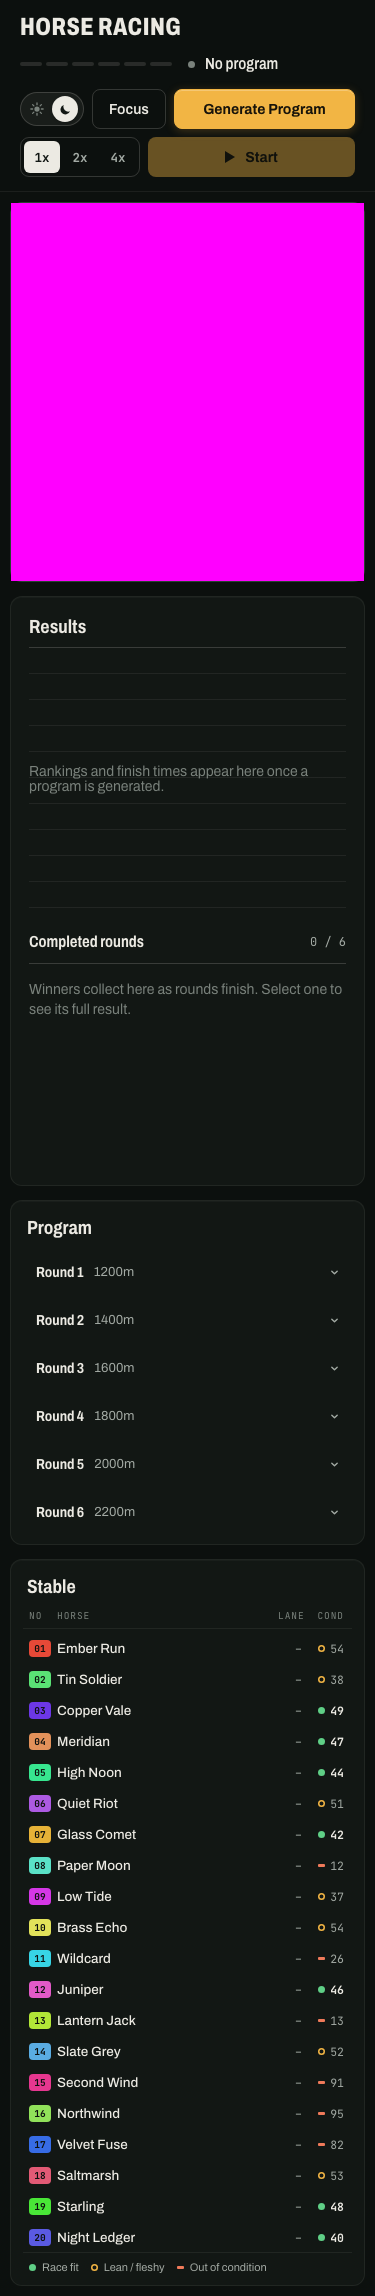 HORSE RACING
No program
Focus
Generate Program
1x 2x 4x
Start
Results
Rankings and finish times appear here once a
program is generated.
Completed rounds 0 / 6
Winners collect here as rounds finish. Select one to
see its full result.
Program
Round 1 1200m
Round 2 1400m
Round 3 1600m
Round 4 1800m
Round 5 2000m
Round 6 2200m
Stable
NO HORSE LANE COND
01 Ember Run – 54
02 Tin Soldier – 38
03 Copper Vale – 49
04 Meridian – 47
05 High Noon – 44
06 Quiet Riot – 51
07 Glass Comet – 42
08 Paper Moon – 12
09 Low Tide – 37
10 Brass Echo – 54
11 Wildcard – 26
12 Juniper – 46
13 Lantern Jack – 13
14 Slate Grey – 52
15 Second Wind – 91
16 Northwind – 95
17 Velvet Fuse – 82
18 Saltmarsh – 53
19 Starling – 48
20 Night Ledger – 40
Race fit Lean / fleshy Out of condition